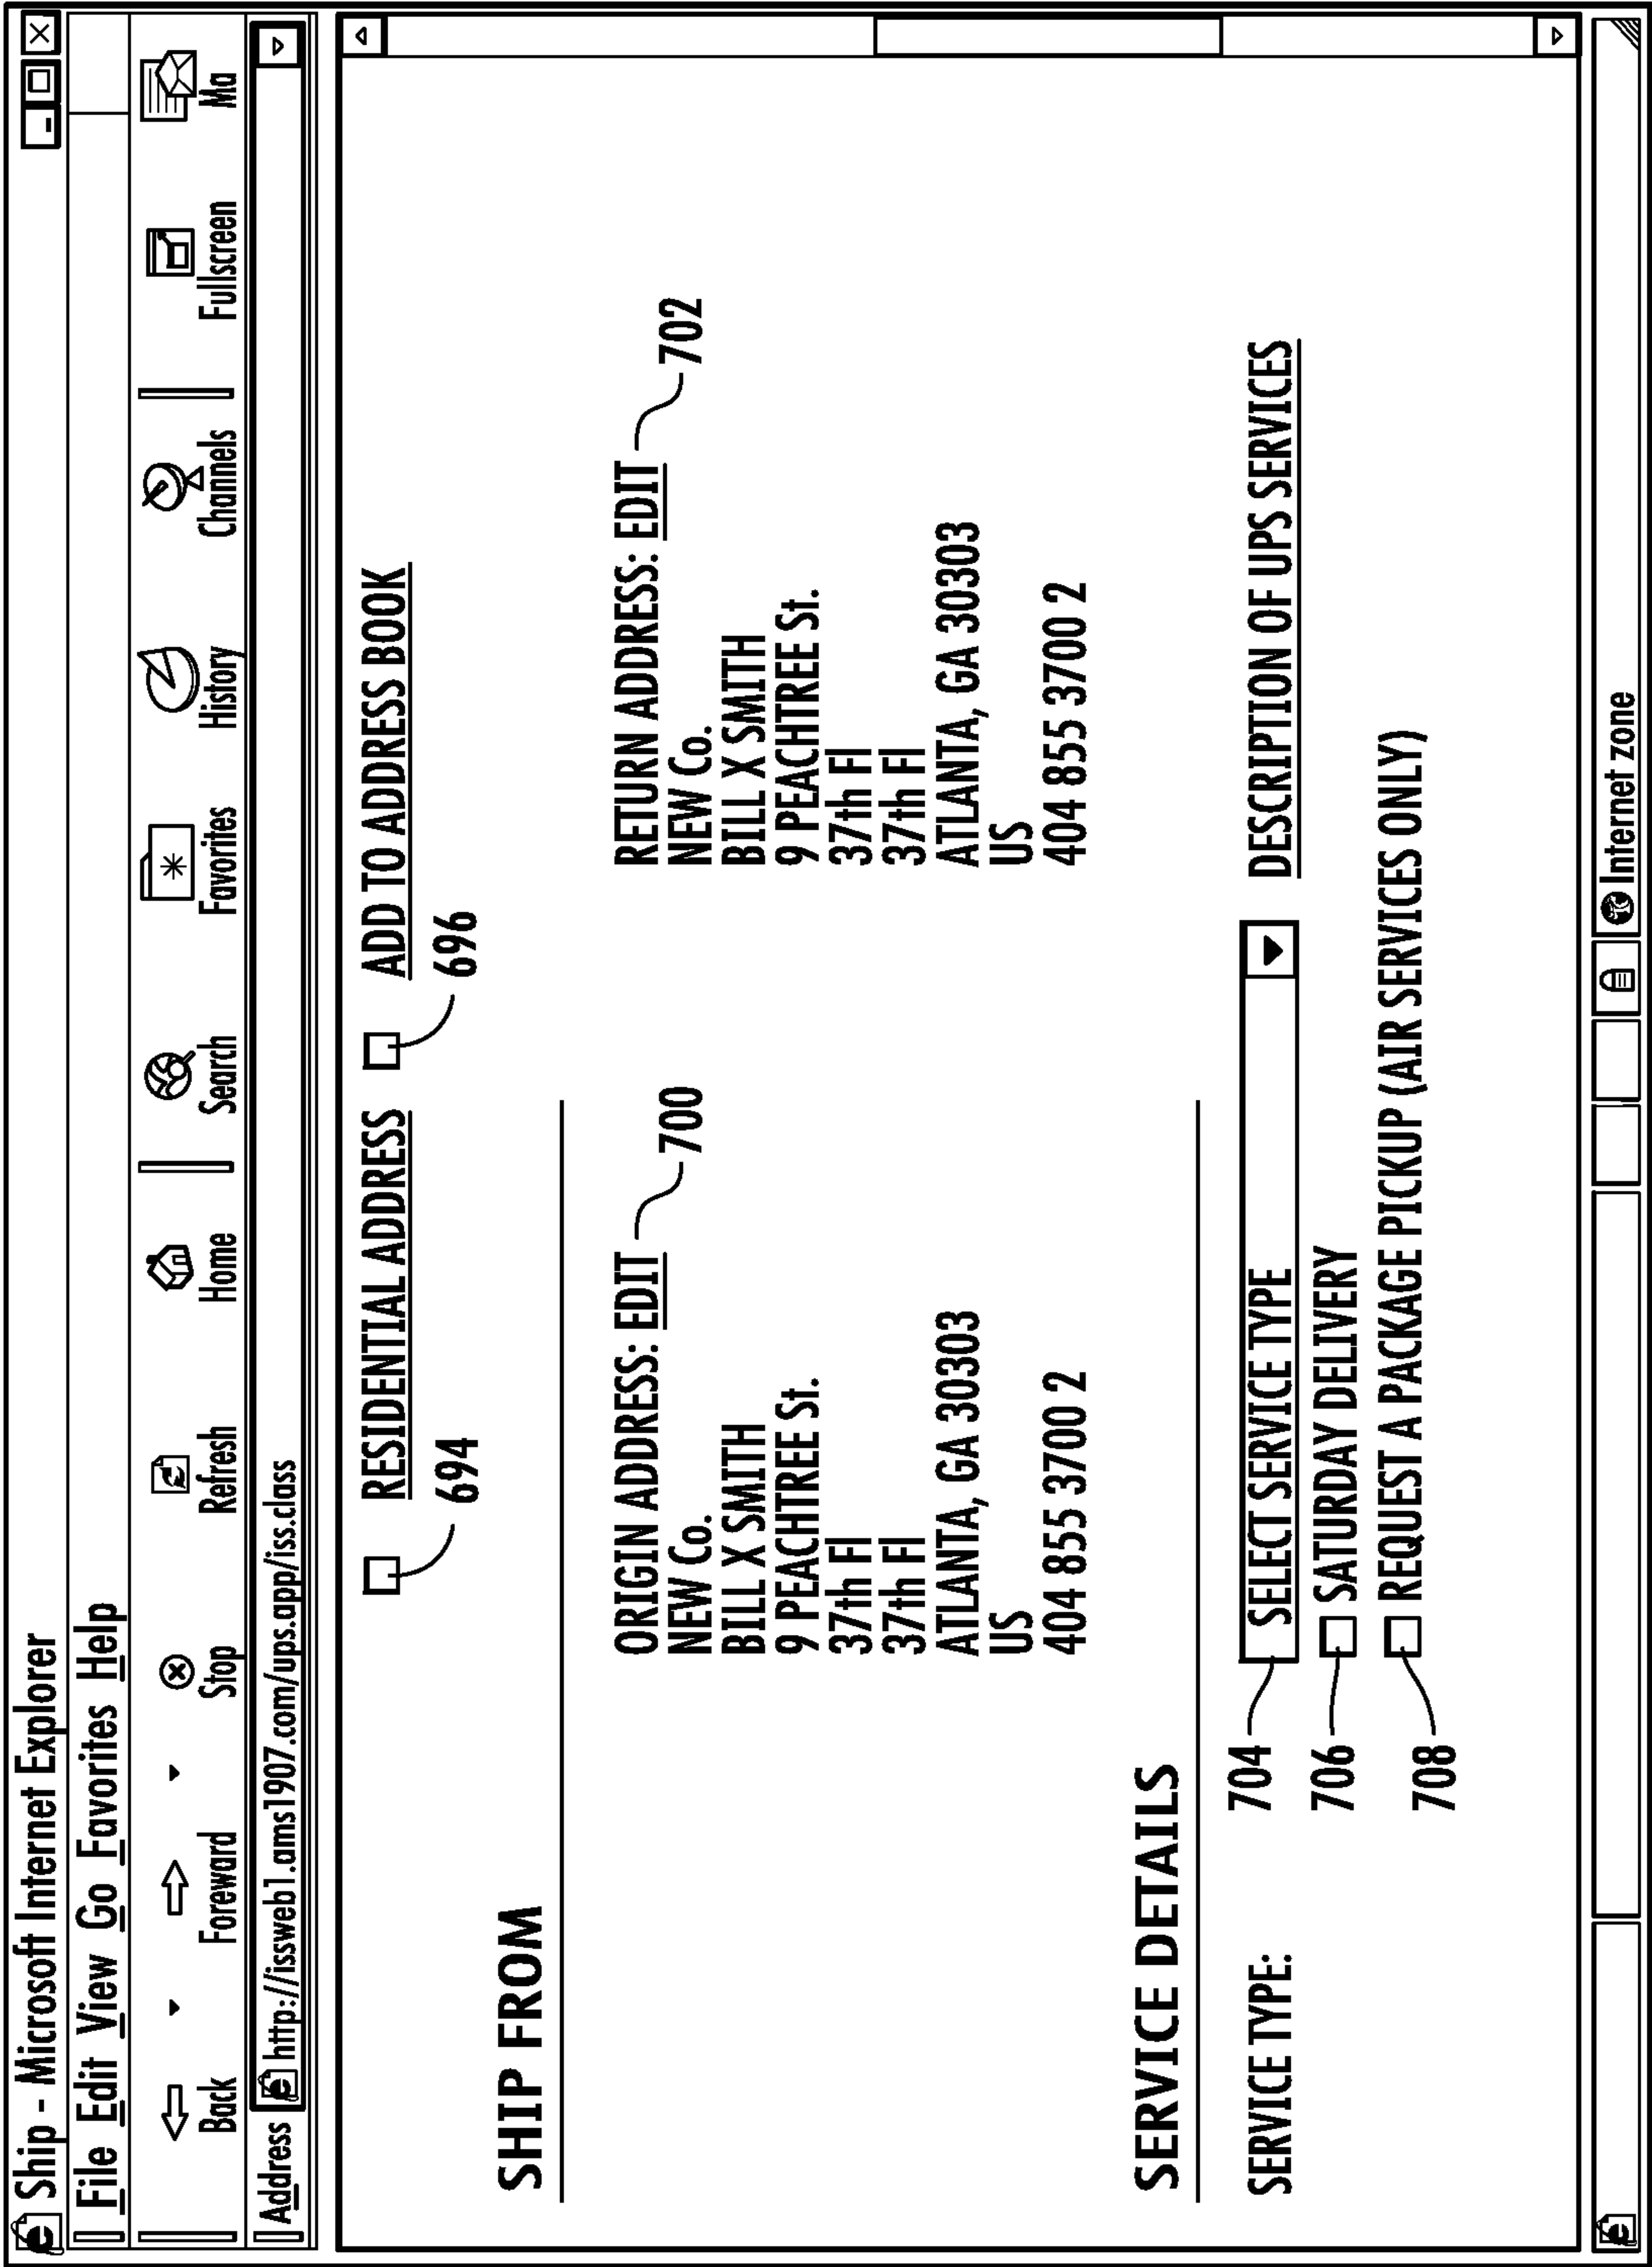 Ship - Microsoft Internet Explorer
File Edit View Go Favorites Help
Back Foreward Stop Refresh Home Search Favorites History Channels Fullscreen Ma
Address http://issweb1.ams1907.com/ups.app/iss.class
RESIDENTIAL ADDRESS ADD TO ADDRESS BOOK
694 696
SHIP FROM
ORIGIN ADDRESS: EDIT 700
NEW Co.
BILL X SMITH
9 PEACHTREE St.
37th Fl
37th Fl
ATLANTA, GA 30303
US
404 855 3700 2
RETURN ADDRESS: EDIT 702
NEW Co.
BILL X SMITH
9 PEACHTREE St.
37th Fl
37th Fl
ATLANTA, GA 30303
US
404 855 3700 2
SERVICE DETAILS
SERVICE TYPE: SELECT SERVICE TYPE DESCRIPTION OF UPS SERVICES
704
706 SATURDAY DELIVERY
708 REQUEST A PACKAGE PICKUP (AIR SERVICES ONLY)
Internet zone